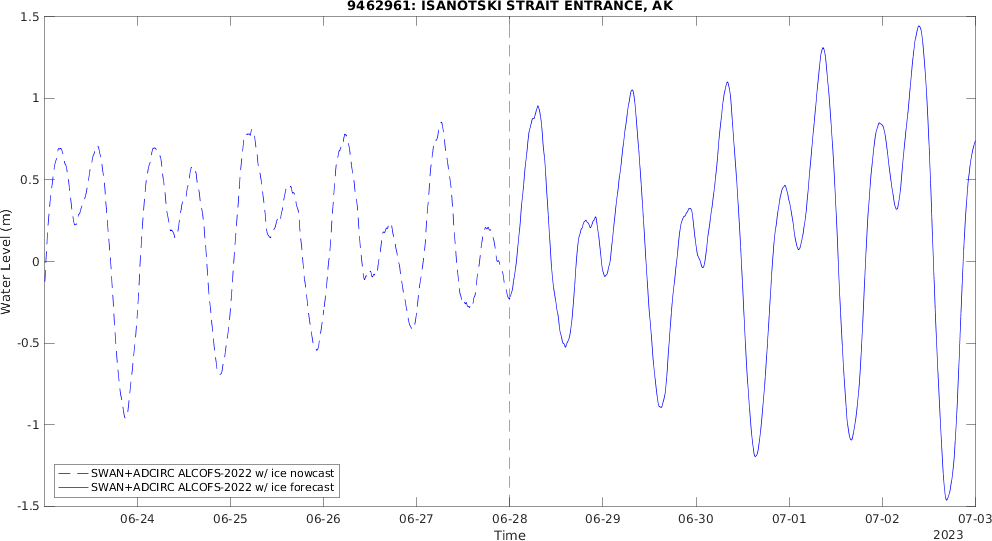 9462961: ISANOTSKI STRAIT ENTRANCE, AK
Water Level (m)
1.5
1
0.5
0
-0.5
-1
-1.5
SWAN+ADCIRC ALCOFS-2022 w/ ice nowcast
SWAN+ADCIRC ALCOFS-2022 w/ ice forecast
06-24 06-25 06-26 06-27 06-28 06-29 06-30 07-01 07-02 07-03
Time
2023